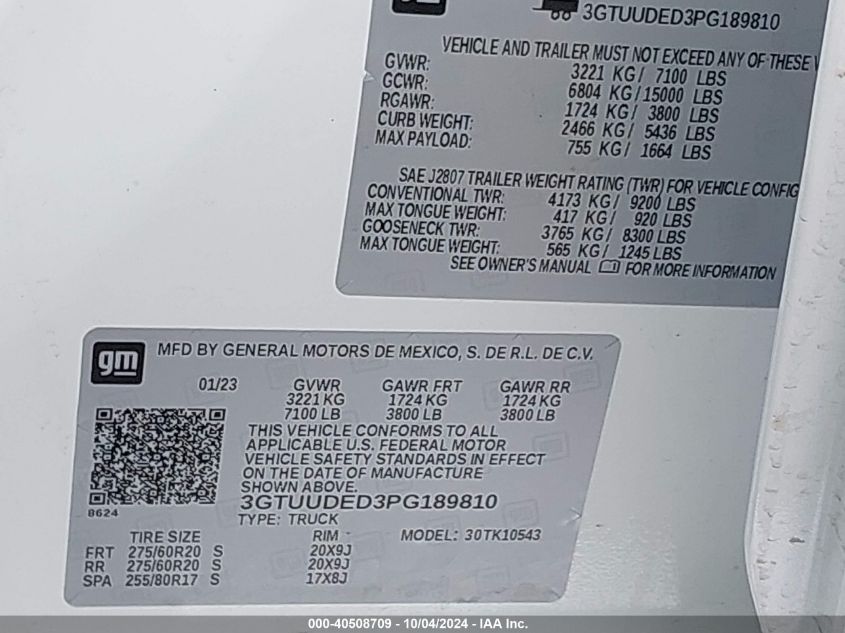 gm
3GTUUDED3PG189810
VEHICLE AND TRAILER MUST NOT EXCEED ANY OF THESE
GVWR: 3221 KG/ 7100 LBS
GCWR: 6804 KG/15000 LBS
RGAWR: 1724 KG/ 3800 LBS
CURB WEIGHT: 2466 KG/ 5436 LBS
MAX PAYLOAD: 755 KG/ 1664 LBS
SAE J2807 TRAILER WEIGHT RATING (TWR) FOR VEHICLE CONFIG
CONVENTIONAL TWR: 4173 KG/ 9200 LBS
MAX TONGUE WEIGHT: 417 KG/ 920 LBS
GOOSENECK TWR: 3765 KG/ 8300 LBS
MAX TONGUE WEIGHT: 565 KG/ 1245 LBS
SEE OWNER'S MANUAL FOR MORE INFORMATION
gm MFD BY GENERAL MOTORS DE MEXICO, S. DE R.L. DE C.V.
01/23 GVWR GAWR FRT GAWR RR
3221 KG 1724 KG 1724 KG
7100 LB 3800 LB 3800 LB
THIS VEHICLE CONFORMS TO ALL
APPLICABLE U.S. FEDERAL MOTOR
VEHICLE SAFETY STANDARDS IN EFFECT
ON THE DATE OF MANUFACTURE
SHOWN ABOVE.
3GTUUDED3PG189810
8624
TYPE: TRUCK
TIRE SIZE RIM MODEL: 30TK10543
FRT 275/60R20 S 20X9J
RR 275/60R20 S 20X9J
SPA 255/80R17 S 17X8J
000-40508709 - 10/04/2024 - IAA Inc.